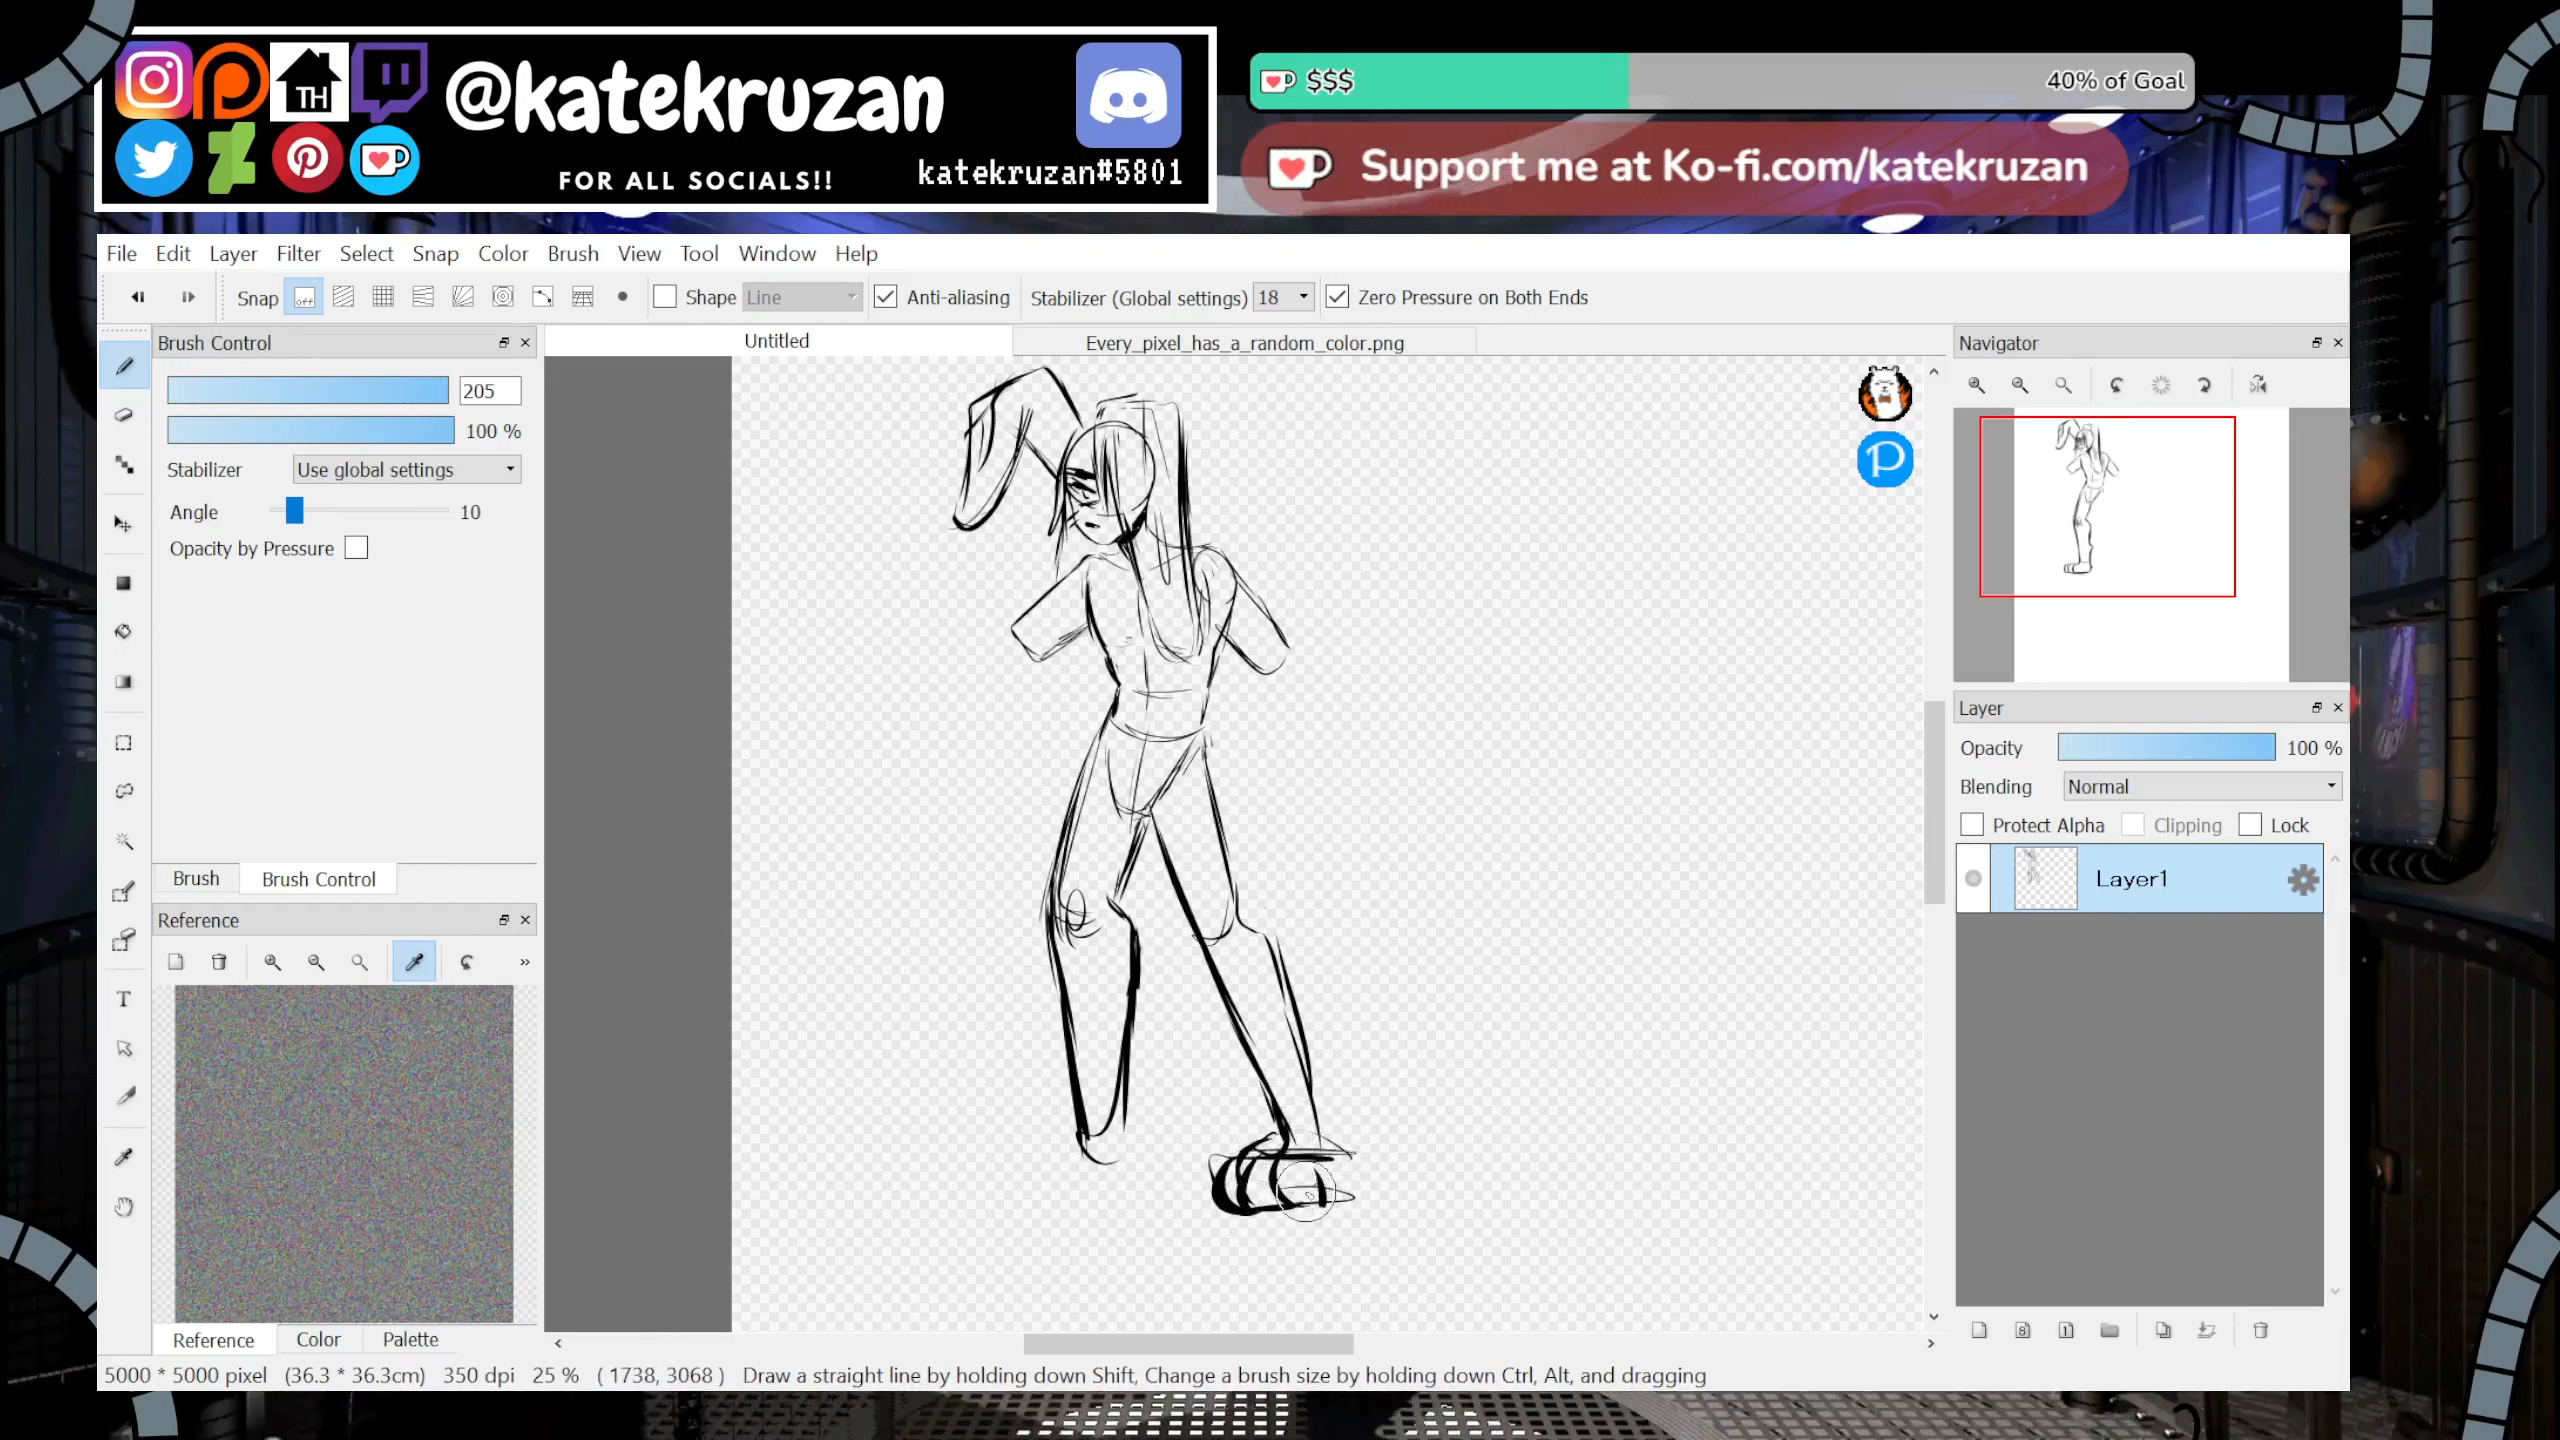 TH
@katekruzan
FOR ALL SOCIALS!!
katekruzan#5801
$$$
40% of Goal
Support me at Ko-fi.com/katekruzan
File Edit Layer Filter Select Snap Color Brush View Tool Window Help
Snap off Shape Line Anti-aliasing Stabilizer (Global settings) 18 Zero Pressure on Both Ends
Brush Control
205
100 %
Stabilizer Use global settings
Angle 10
Opacity by Pressure
Brush Brush Control
Reference
»
T
Reference Color Palette
Untitled Every_pixel_has_a_random_color.png
P
Navigator
Layer
Opacity 100 %
Blending Normal
Protect Alpha Clipping Lock
Layer1
8 1
5000 * 5000 pixel (36.3 * 36.3cm) 350 dpi 25 % ( 1738, 3068 ) Draw a straight line by holding down Shift, Change a brush size by holding down Ctrl, Alt, and dragging